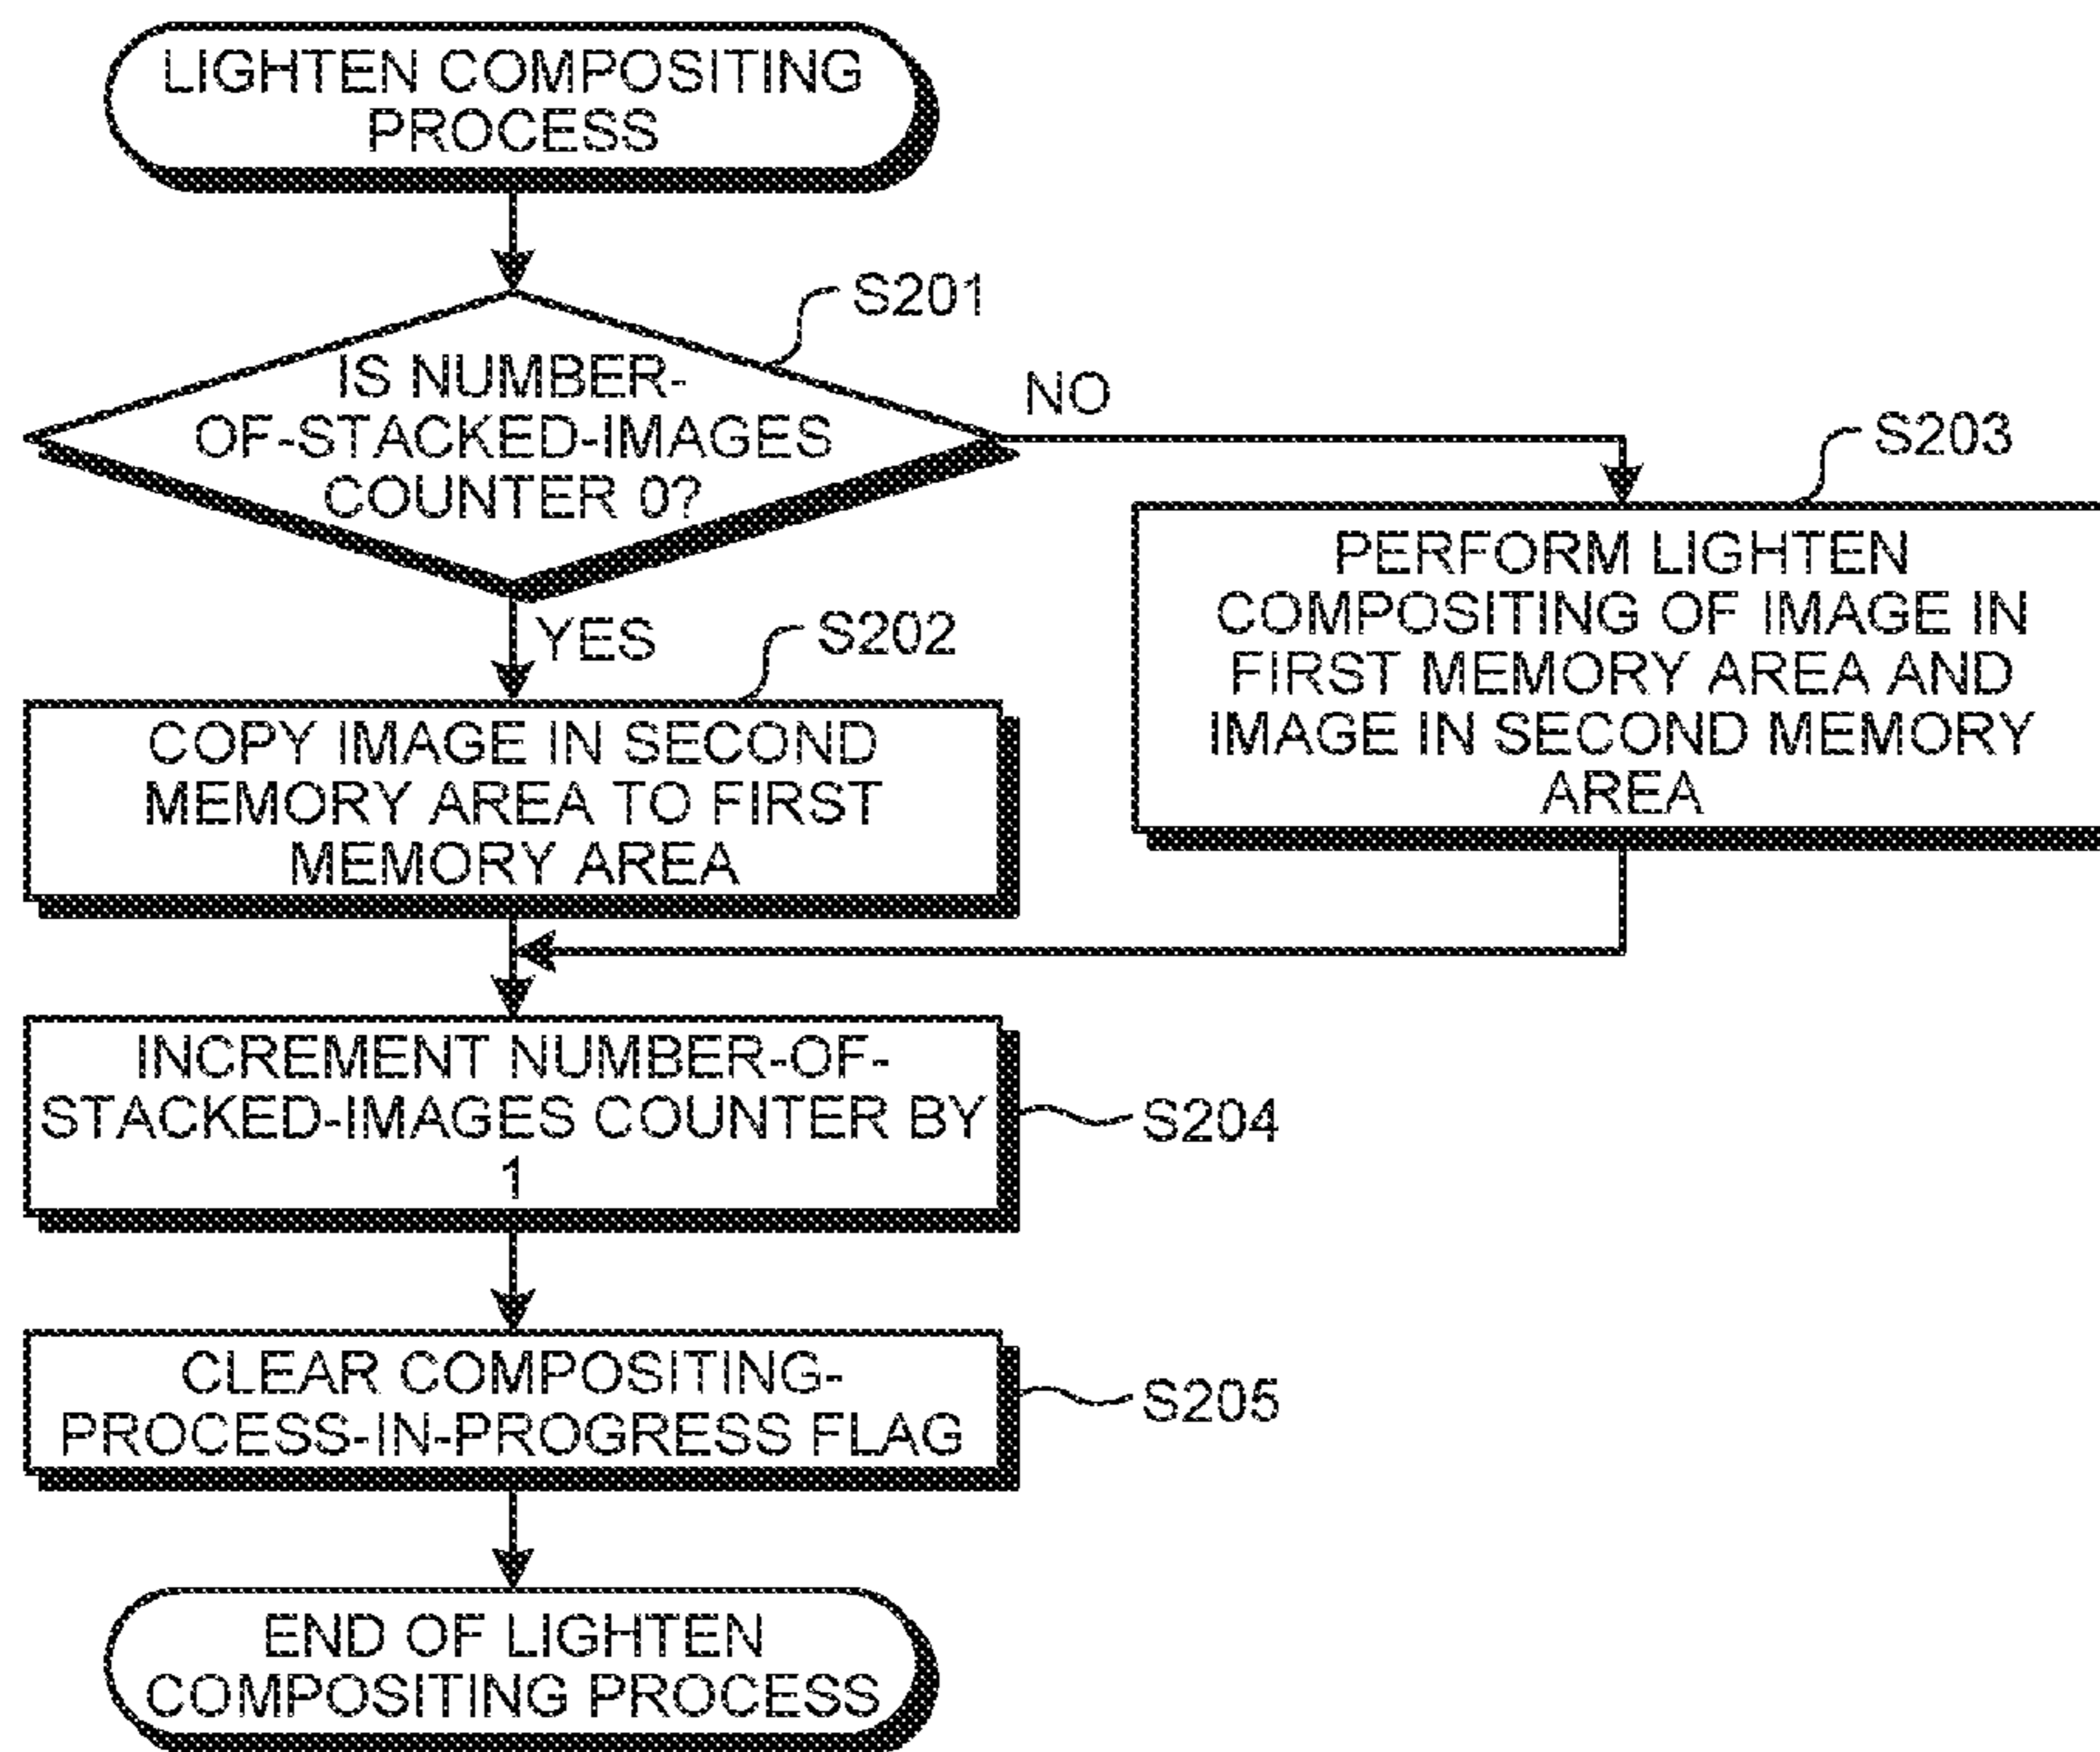 LIGHTEN COMPOSITING
PROCESS
S201
IS NUMBER-
OF-STACKED-IMAGES
COUNTER 0?
NO
YES
S202
COPY IMAGE IN SECOND
MEMORY AREA TO FIRST
MEMORY AREA
S203
PERFORM LIGHTEN
COMPOSITING OF IMAGE IN
FIRST MEMORY AREA AND
IMAGE IN SECOND MEMORY
AREA
INCREMENT NUMBER-OF-
STACKED-IMAGES COUNTER BY
1
S204
CLEAR COMPOSITING-
PROCESS-IN-PROGRESS FLAG
S205
END OF LIGHTEN
COMPOSITING PROCESS